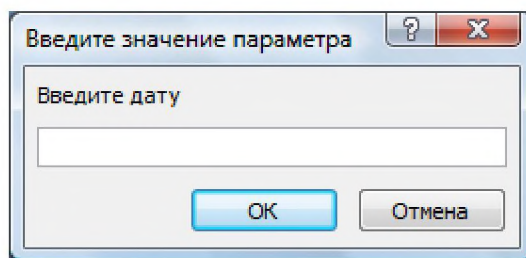 Введите значение параметра
Введите дату
ОК
Отмена